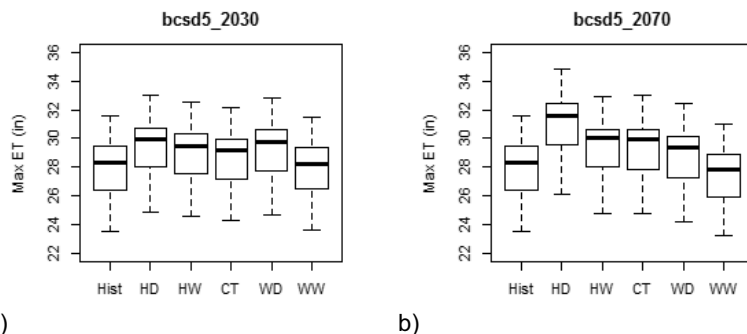 bcsd5_2030
Max ET (in)
36
34
32
30
28
26
24
22
Hist HD HW CT WD WW
)
bcsd5_2070
Max ET (in)
36
34
32
30
28
26
24
22
Hist HD HW CT WD WW
b)